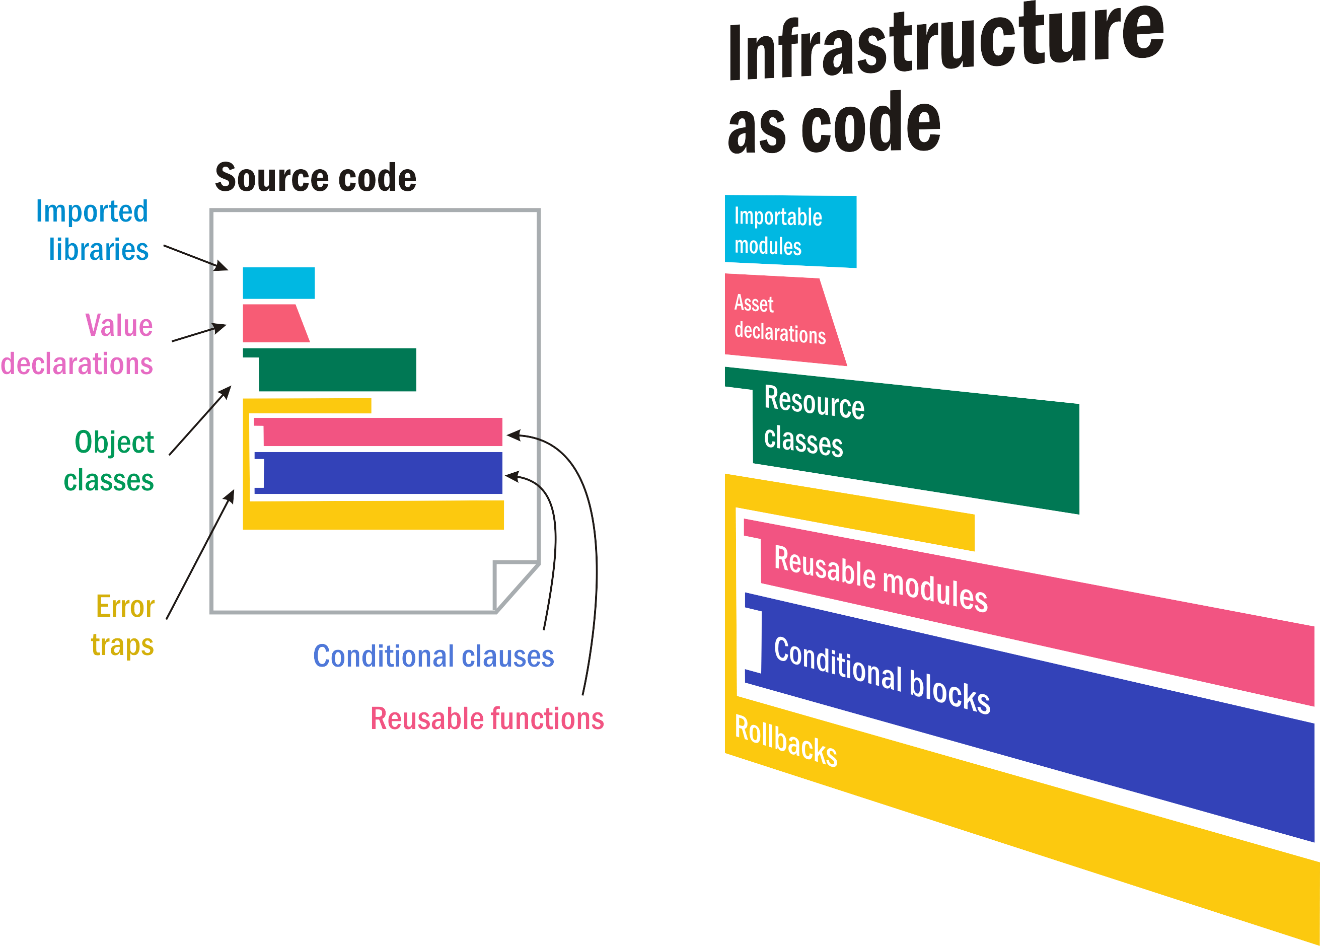 Source code
Imported
libraries
Value
declarations
Object
classes
Error
traps
Conditional clauses
Reusable functions
Infrastructure
as code
Importable
modules
Asset
declarations
Resource
classes
Reusable modules
Conditional blocks
Rollbacks